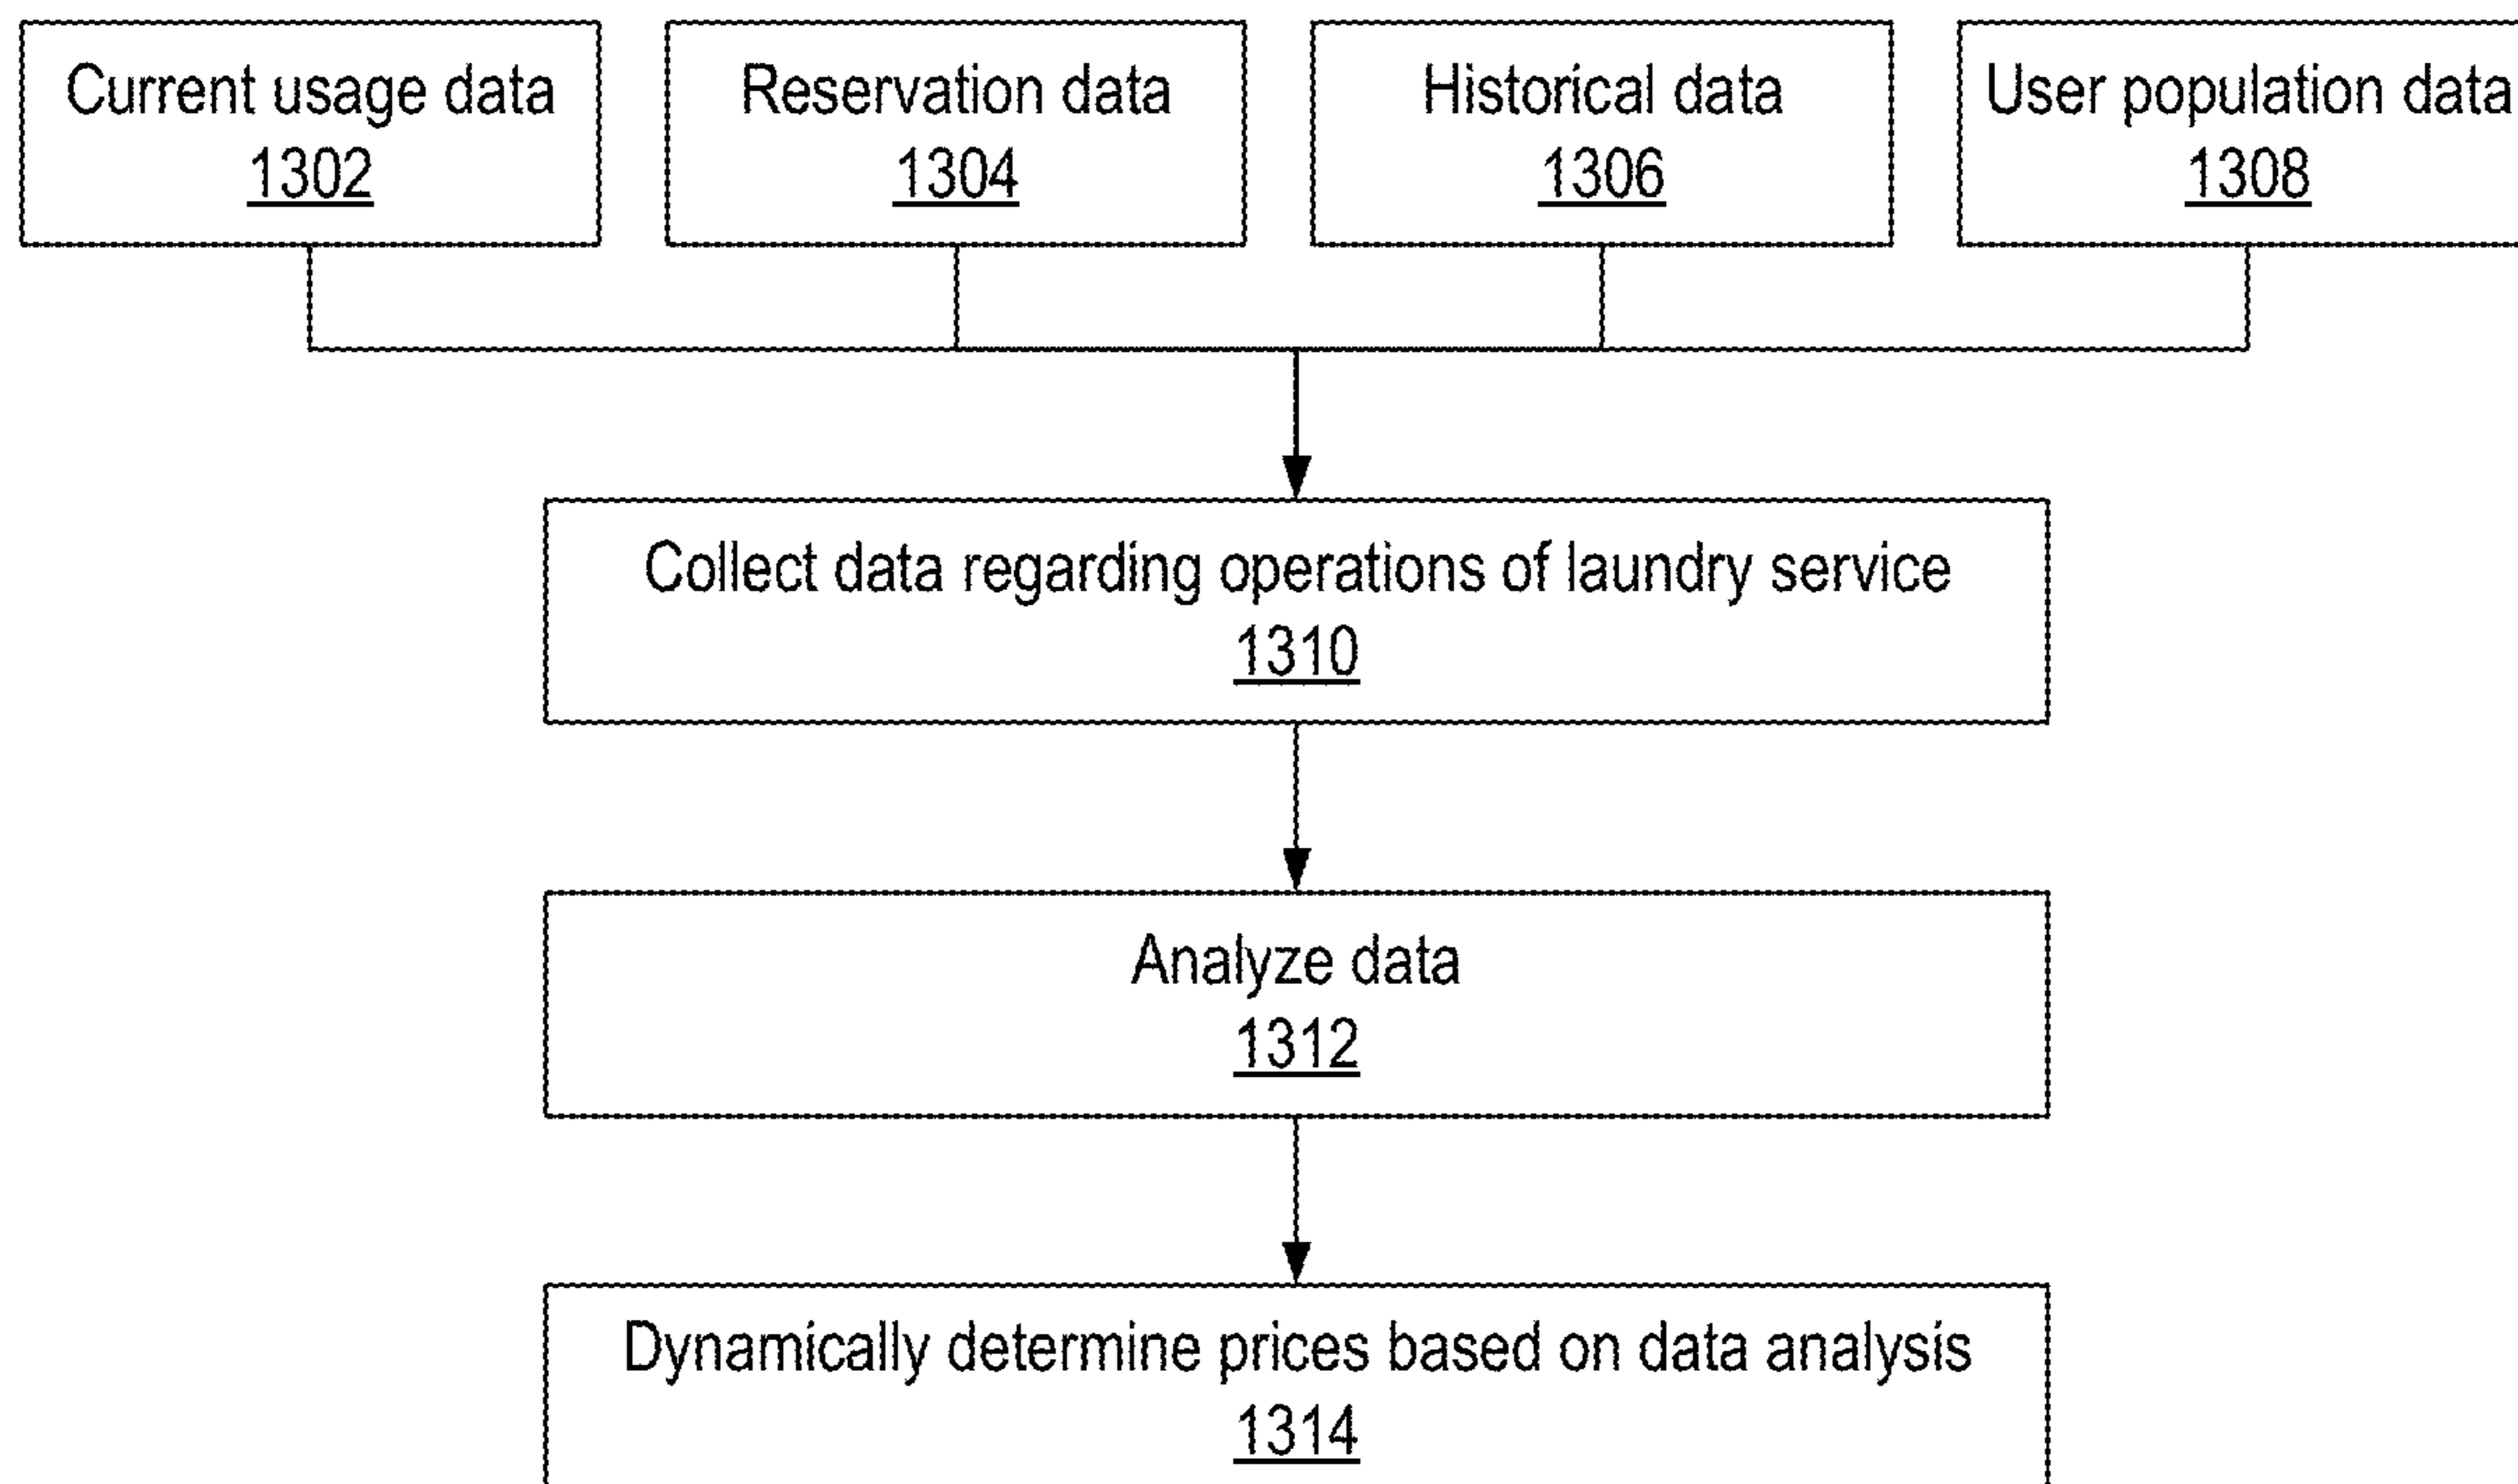 Current usage data
1302
Reservation data
1304
Historical data
1306
User population data
1308
Collect data regarding operations of laundry service
1310
Analyze data
1312
Dynamically determine prices based on data analysis
1314